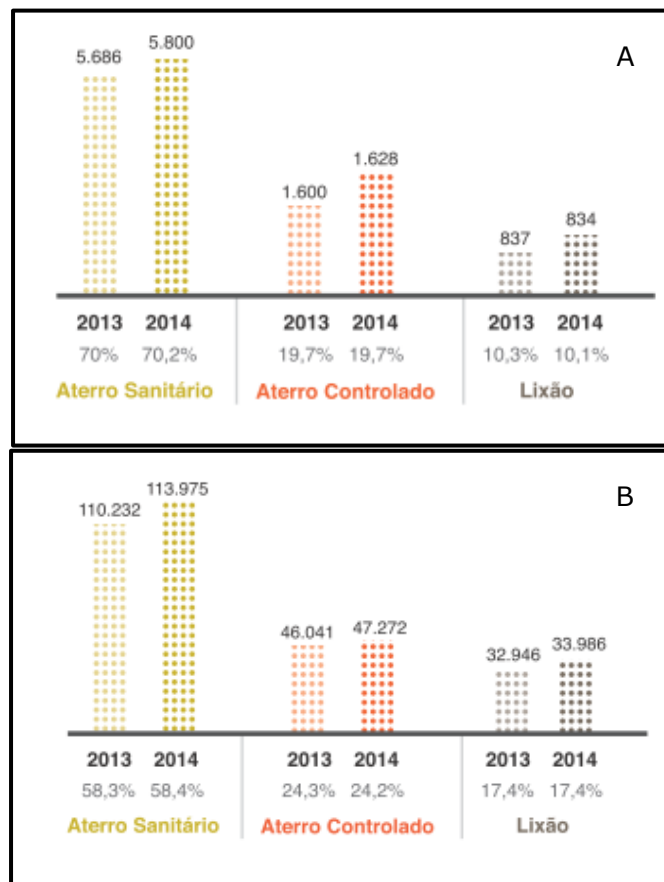 A
5.686 5.800
1.600 1.628
837 834
2013 2014 2013 2014 2013 2014
70% 70,2% 19,7% 19,7% 10,3% 10,1%
Aterro Sanitário Aterro Controlado Lixão
B
110.232 113.975
46.041 47.272
32.946 33.986
2013 2014 2013 2014 2013 2014
58,3% 58,4% 24,3% 24,2% 17,4% 17,4%
Aterro Sanitário Aterro Controlado Lixão